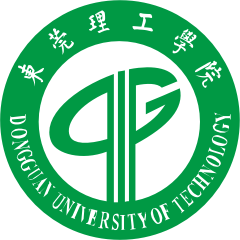 東莞理工學院
DONGGUAN UNIVERSITY OF TECHNOLOGY